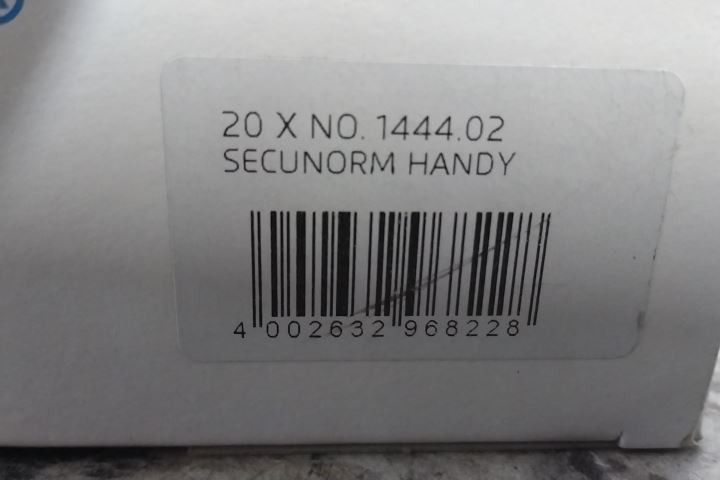 20 X NO. 1444.02
SECUNORM HANDY
4 002632 968228